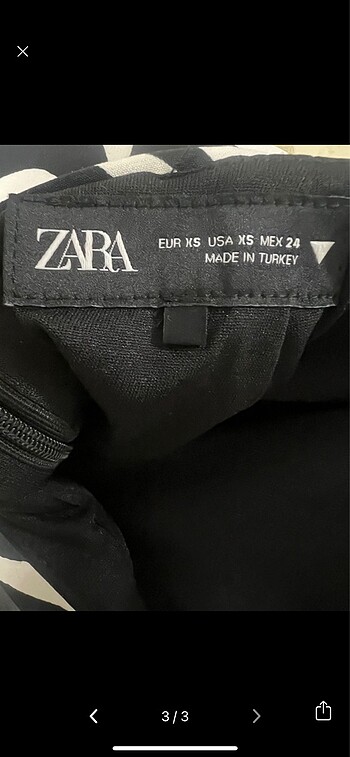 ZARA
EUR XS USA XS MEX 24
MADE IN TURKEY
3/3